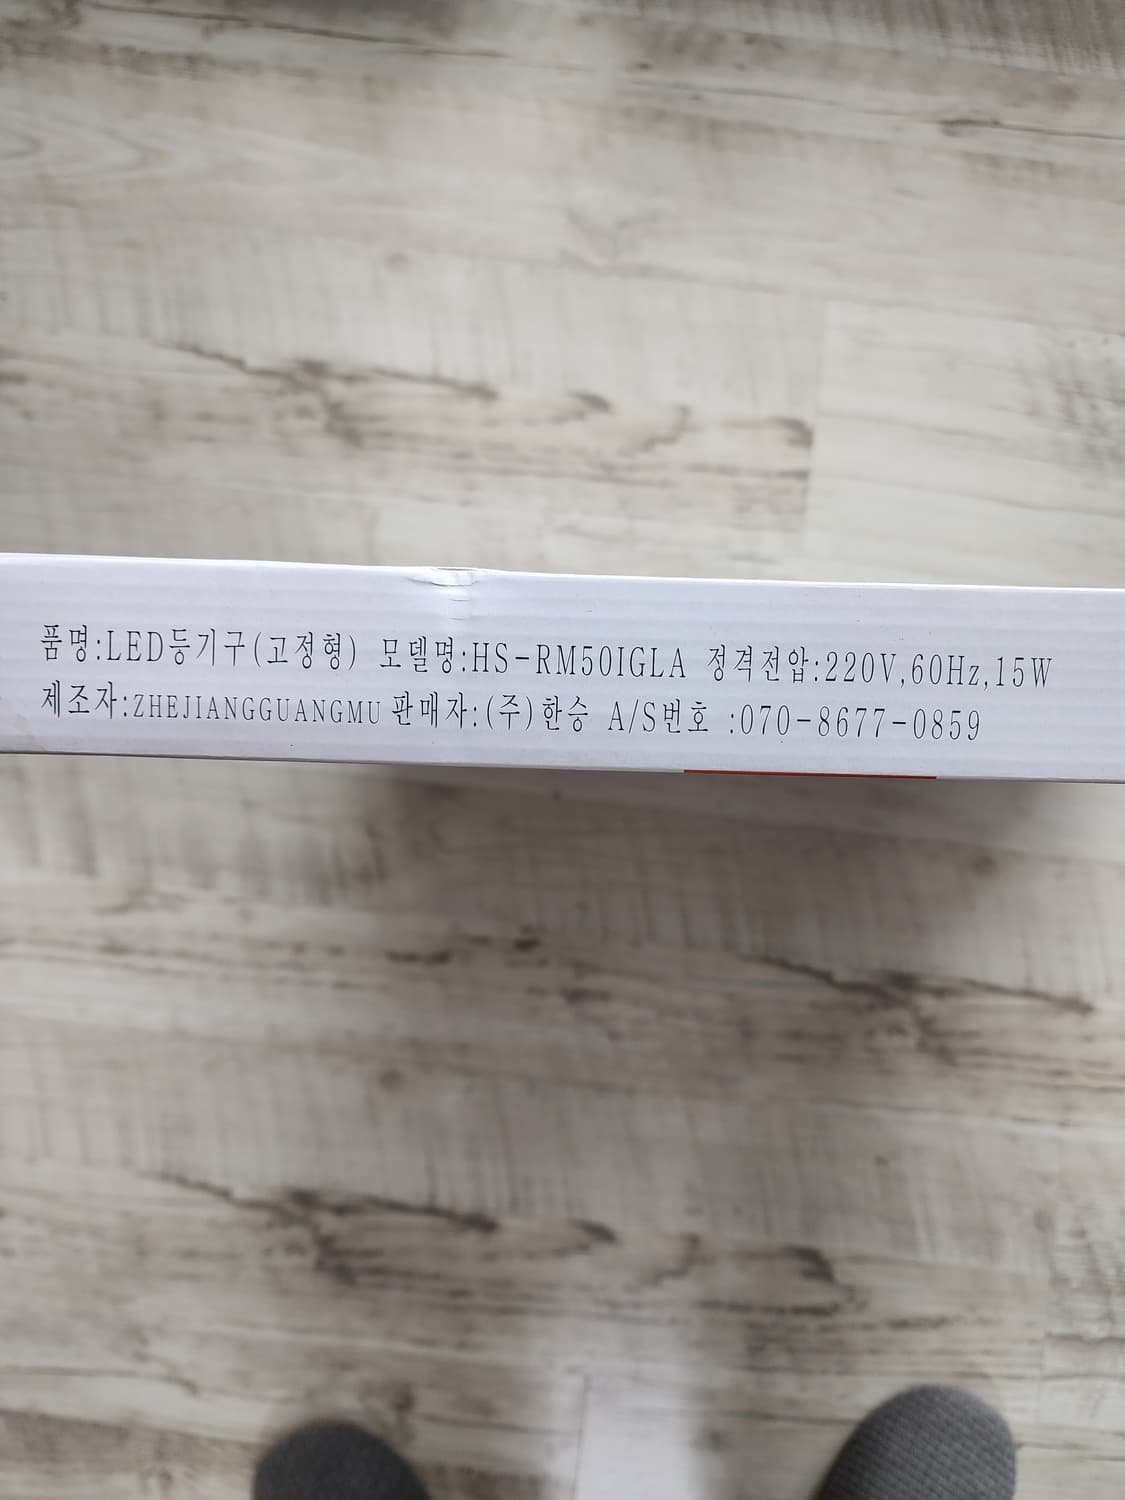 품명:LED등기구(고정형) 모델명:HS-RM50IGLA 정격전압:220V,60Hz,15W
제조자:ZHEJIANGGUANGMU 판매자:(주)한승 A/S번호 :070-8677-0859